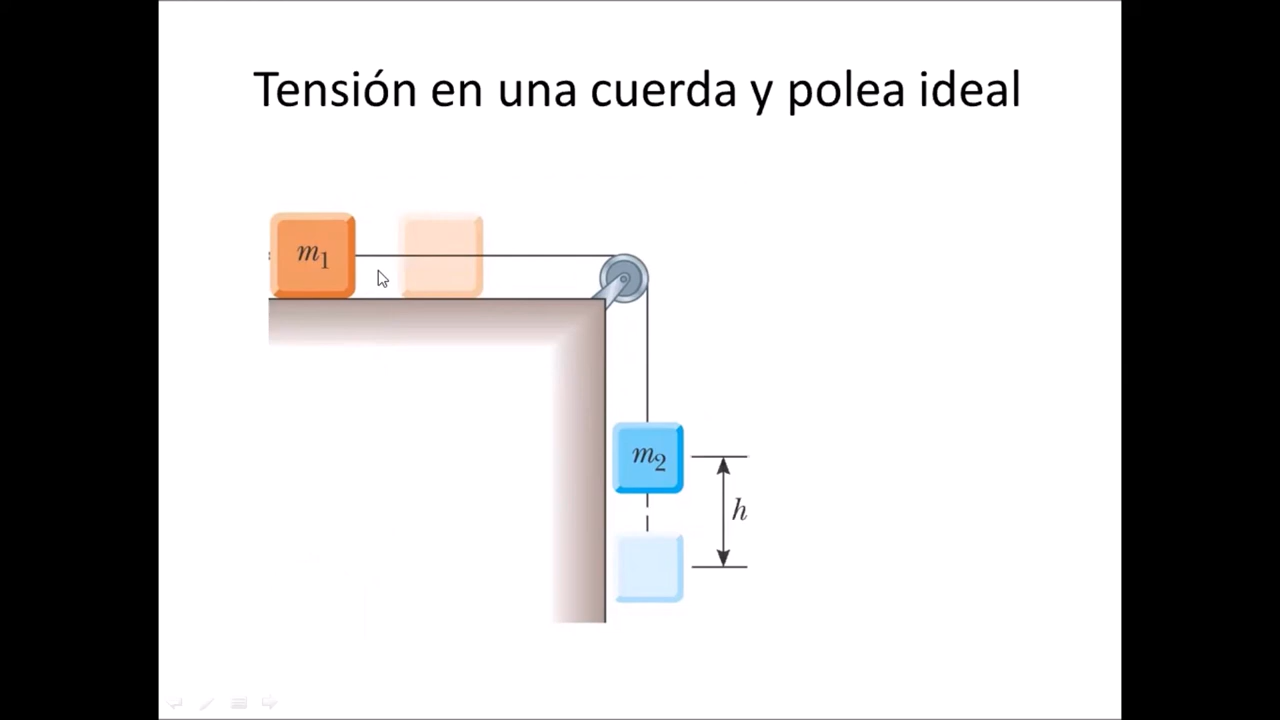 Tensión en una cuerda y polea ideal
m₁
m₂
h